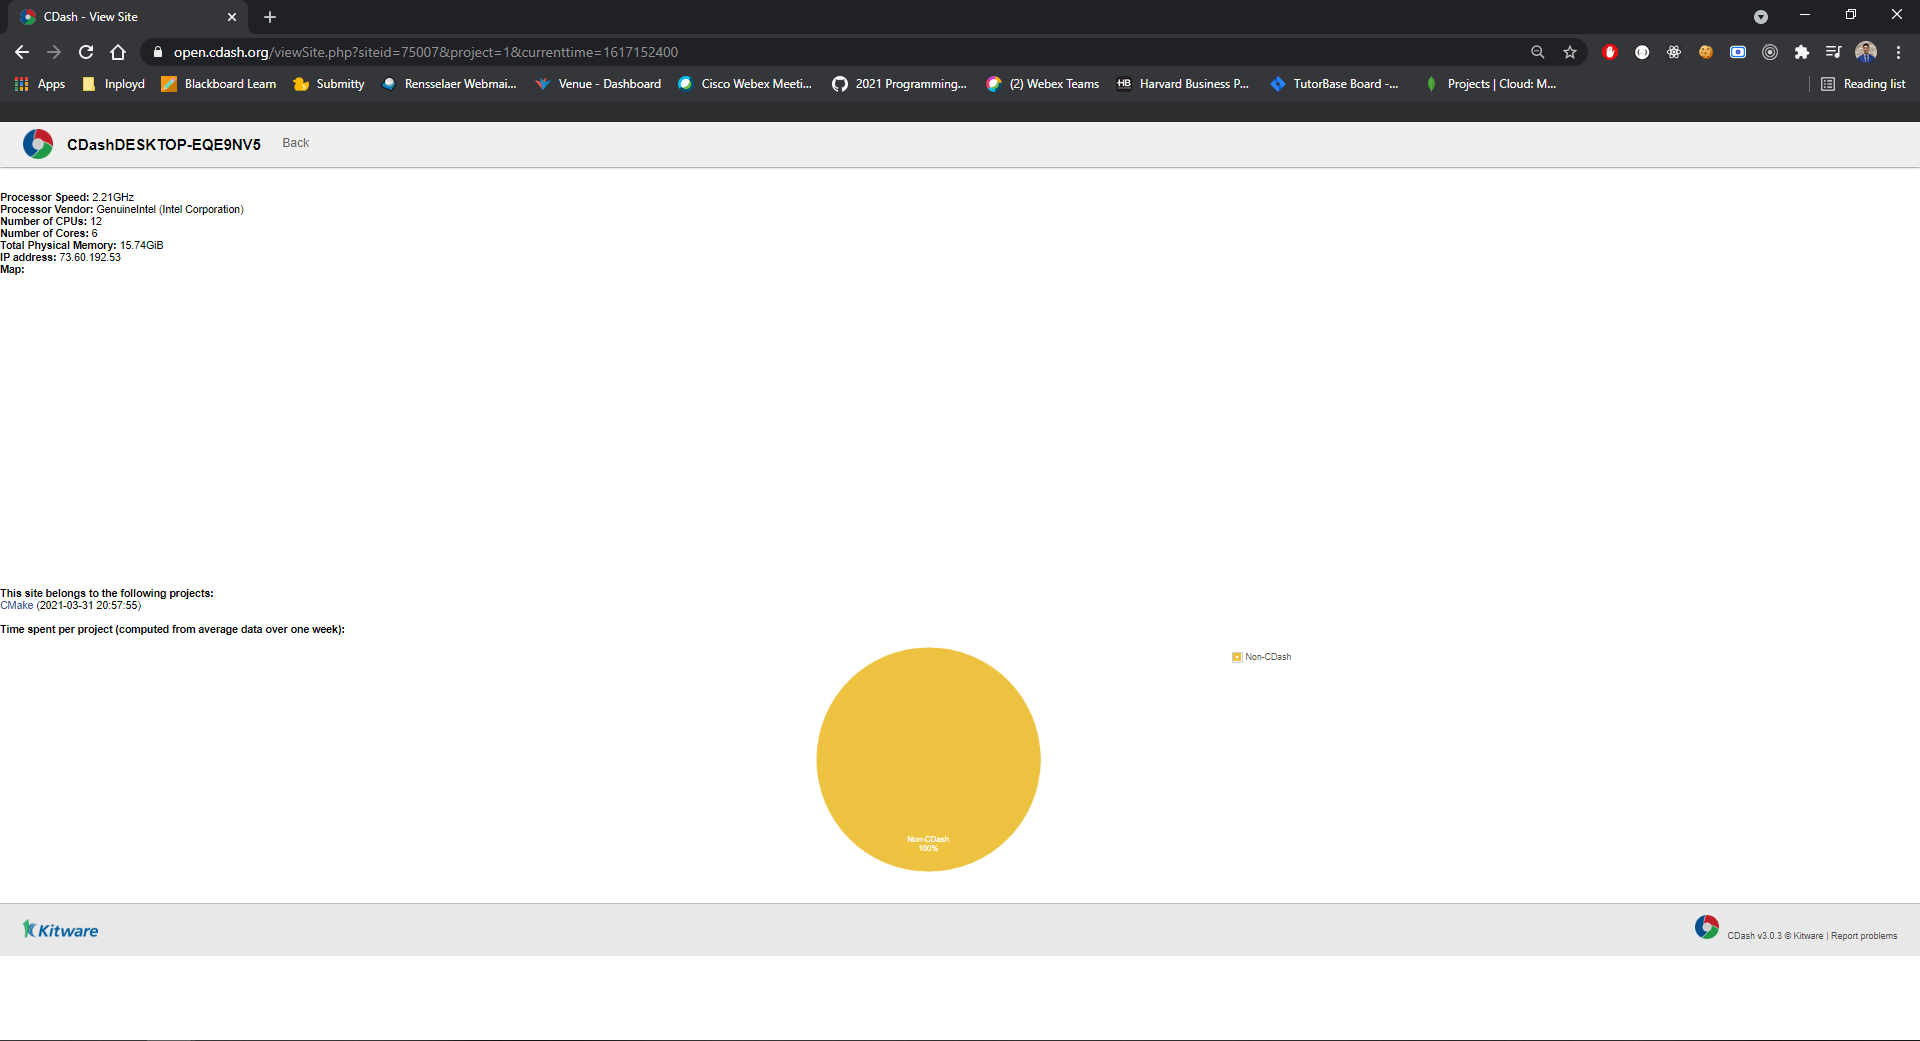 CDash - View Site
open.cdash.org/viewSite.php?siteid=75007&project=1&currenttime=1617152400
Apps Inployd Blackboard Learn Submitty Rensselaer Webmai... Venue - Dashboard Cisco Webex Meeti... 2021 Programming... (2) Webex Teams HB Harvard Business P... TutorBase Board -... Projects | Cloud: M... Reading list
CDashDESKTOP-EQE9NV5 Back
Processor Speed: 2.21GHz
Processor Vendor: GenuineIntel (Intel Corporation)
Number of CPUs: 12
Number of Cores: 6
Total Physical Memory: 15.74GiB
IP address: 73.60.192.53
Map:
This site belongs to the following projects:
CMake (2021-03-31 20:57:55)
Time spent per project (computed from average data over one week):
Non-CDash
Non-CDash
100%
Kitware
CDash v3.0.3 © Kitware | Report problems